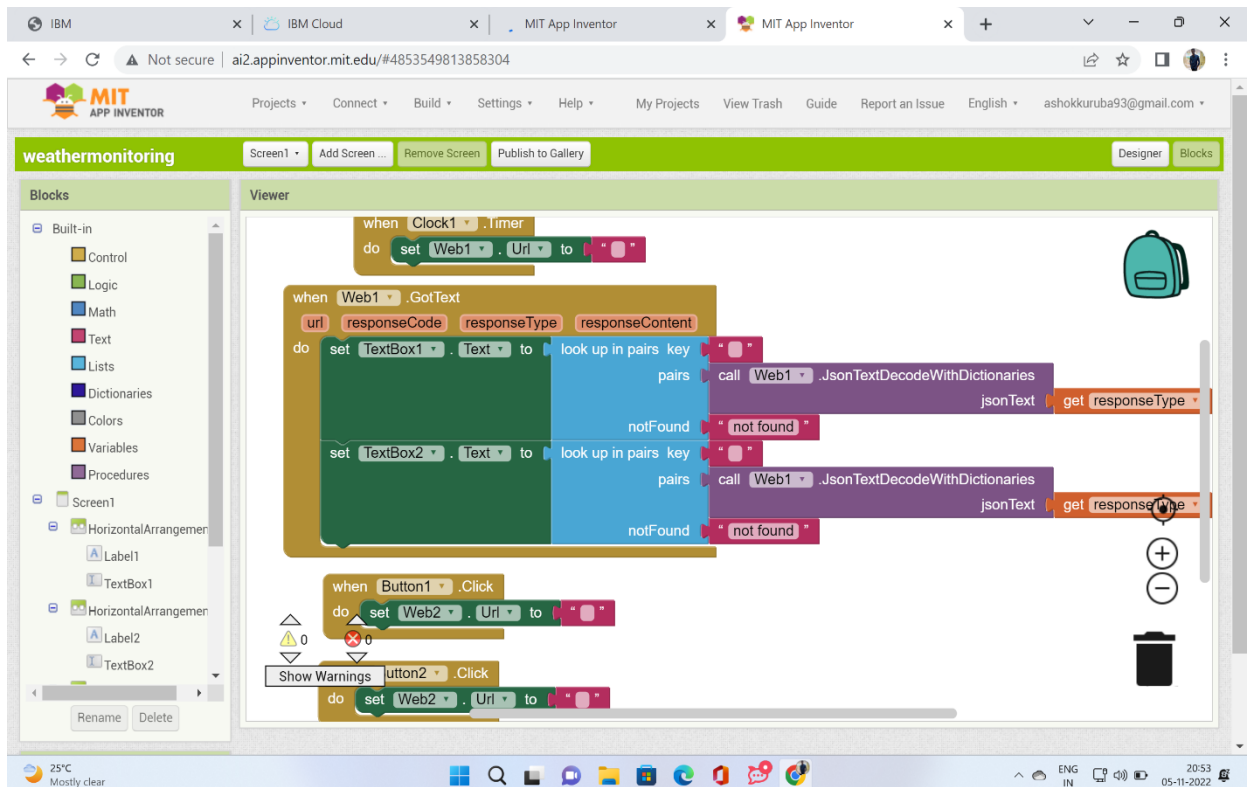 IBM
IBM Cloud
MIT App Inventor
MIT App Inventor
Not secure
ai2.appinventor.mit.edu/#4853549813858304
MIT
APP INVENTOR
Projects Connect Build Settings Help My Projects View Trash Guide Report an Issue English ashokkuruba93@gmail.com
weathermonitoring
Screen1 Add Screen ... Remove Screen Publish to Gallery Designer Blocks
Blocks
Viewer
Built-in
Control
Logic
Math
Text
Lists
Dictionaries
Colors
Variables
Procedures
Screen1
HorizontalArrangemen
Label1
TextBox1
HorizontalArrangemen
Label2
TextBox2
Rename Delete
when Clock1 .Timer
do set Web1 . Url to " "
when Web1 .GotText
url responseCode responseType responseContent
do set TextBox1 . Text to look up in pairs key " "
pairs call Web1 .JsonTextDecodeWithDictionaries
jsonText get responseType
notFound " not found "
set TextBox2 . Text to look up in pairs key " "
pairs call Web1 .JsonTextDecodeWithDictionaries
jsonText get responseType
notFound " not found "
when Button1 .Click
do set Web2 . Url to " "
0 0
Show Warnings
utton2 .Click
do set Web2 . Url to " "
25°C
Mostly clear
ENG
IN
20:53
05-11-2022